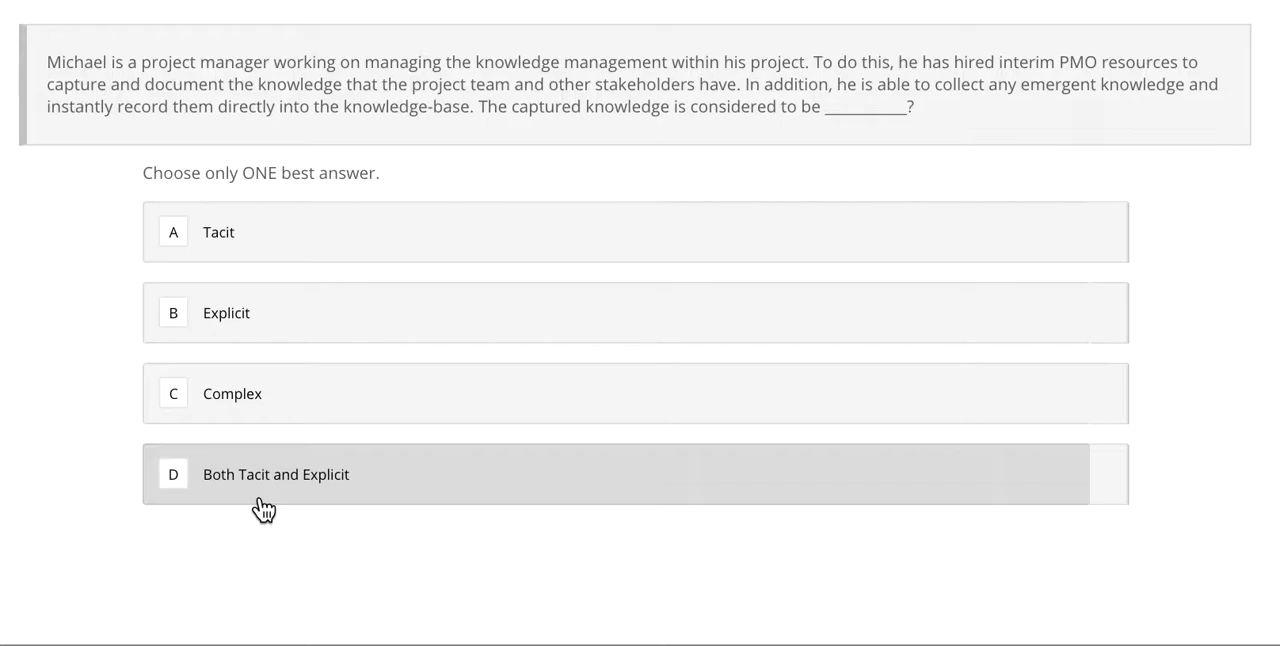 Michael is a project manager working on managing the knowledge management within his project. To do this, he has hired interim PMO resources to
capture and document the knowledge that the project team and other stakeholders have. In addition, he is able to collect any emergent knowledge and
instantly record them directly into the knowledge-base. The captured knowledge is considered to be __________?
Choose only ONE best answer.
A Tacit
B Explicit
C Complex
D Both Tacit and Explicit